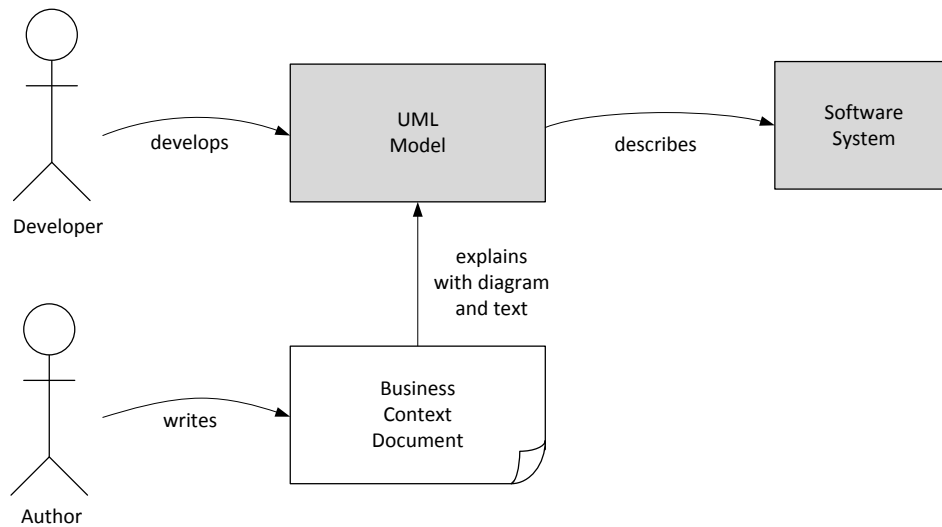 UML
Model
Software
System
develops
describes
Developer
explains
with diagram
and text
Business
Context
Document
writes
Author